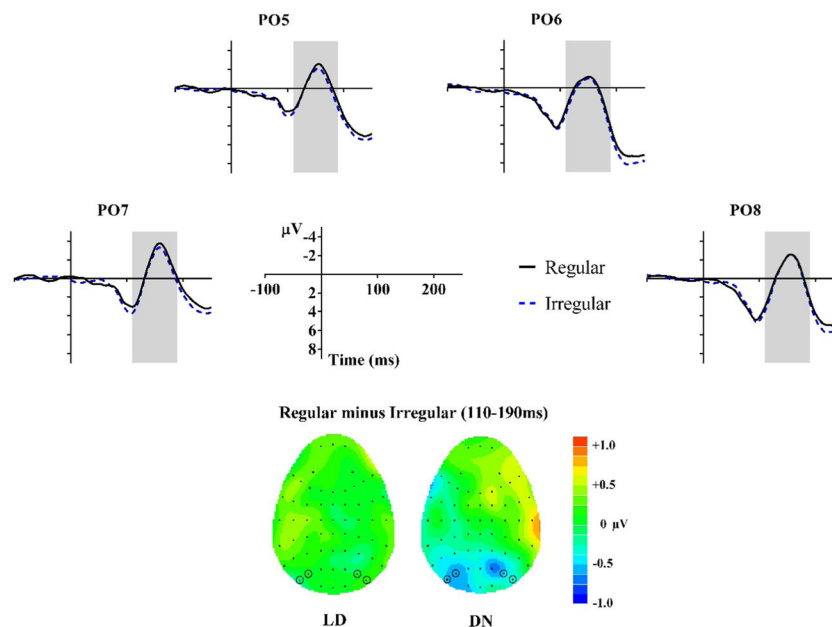 PO5
PO6
PO7
PO8
µV
-4
-2
-100
100
200
2
4
6
8
Time (ms)
Regular
Irregular
Regular minus Irregular (110-190ms)
+1.0
+0.5
0 µV
-0.5
-1.0
LD
DN